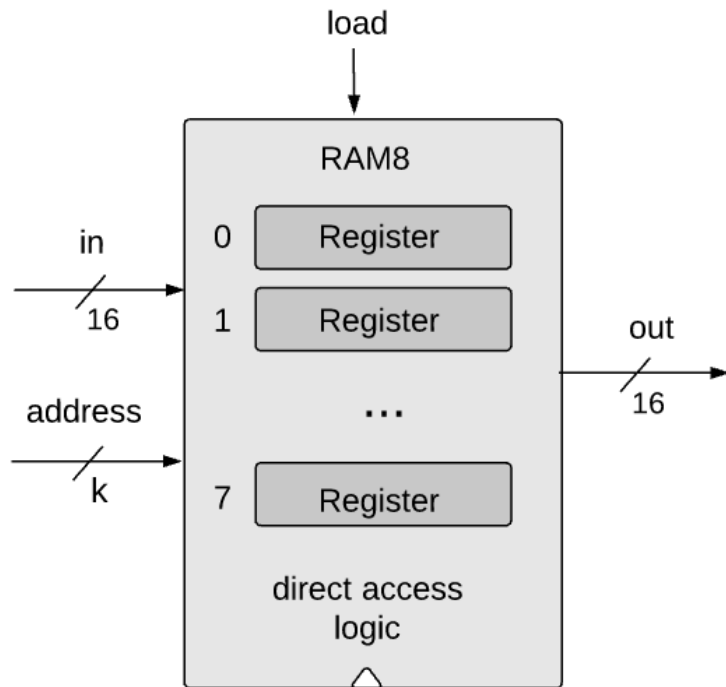 load
RAM8
0 Register
in
16
1 Register
out
16
address
...
k
7 Register
direct access
logic